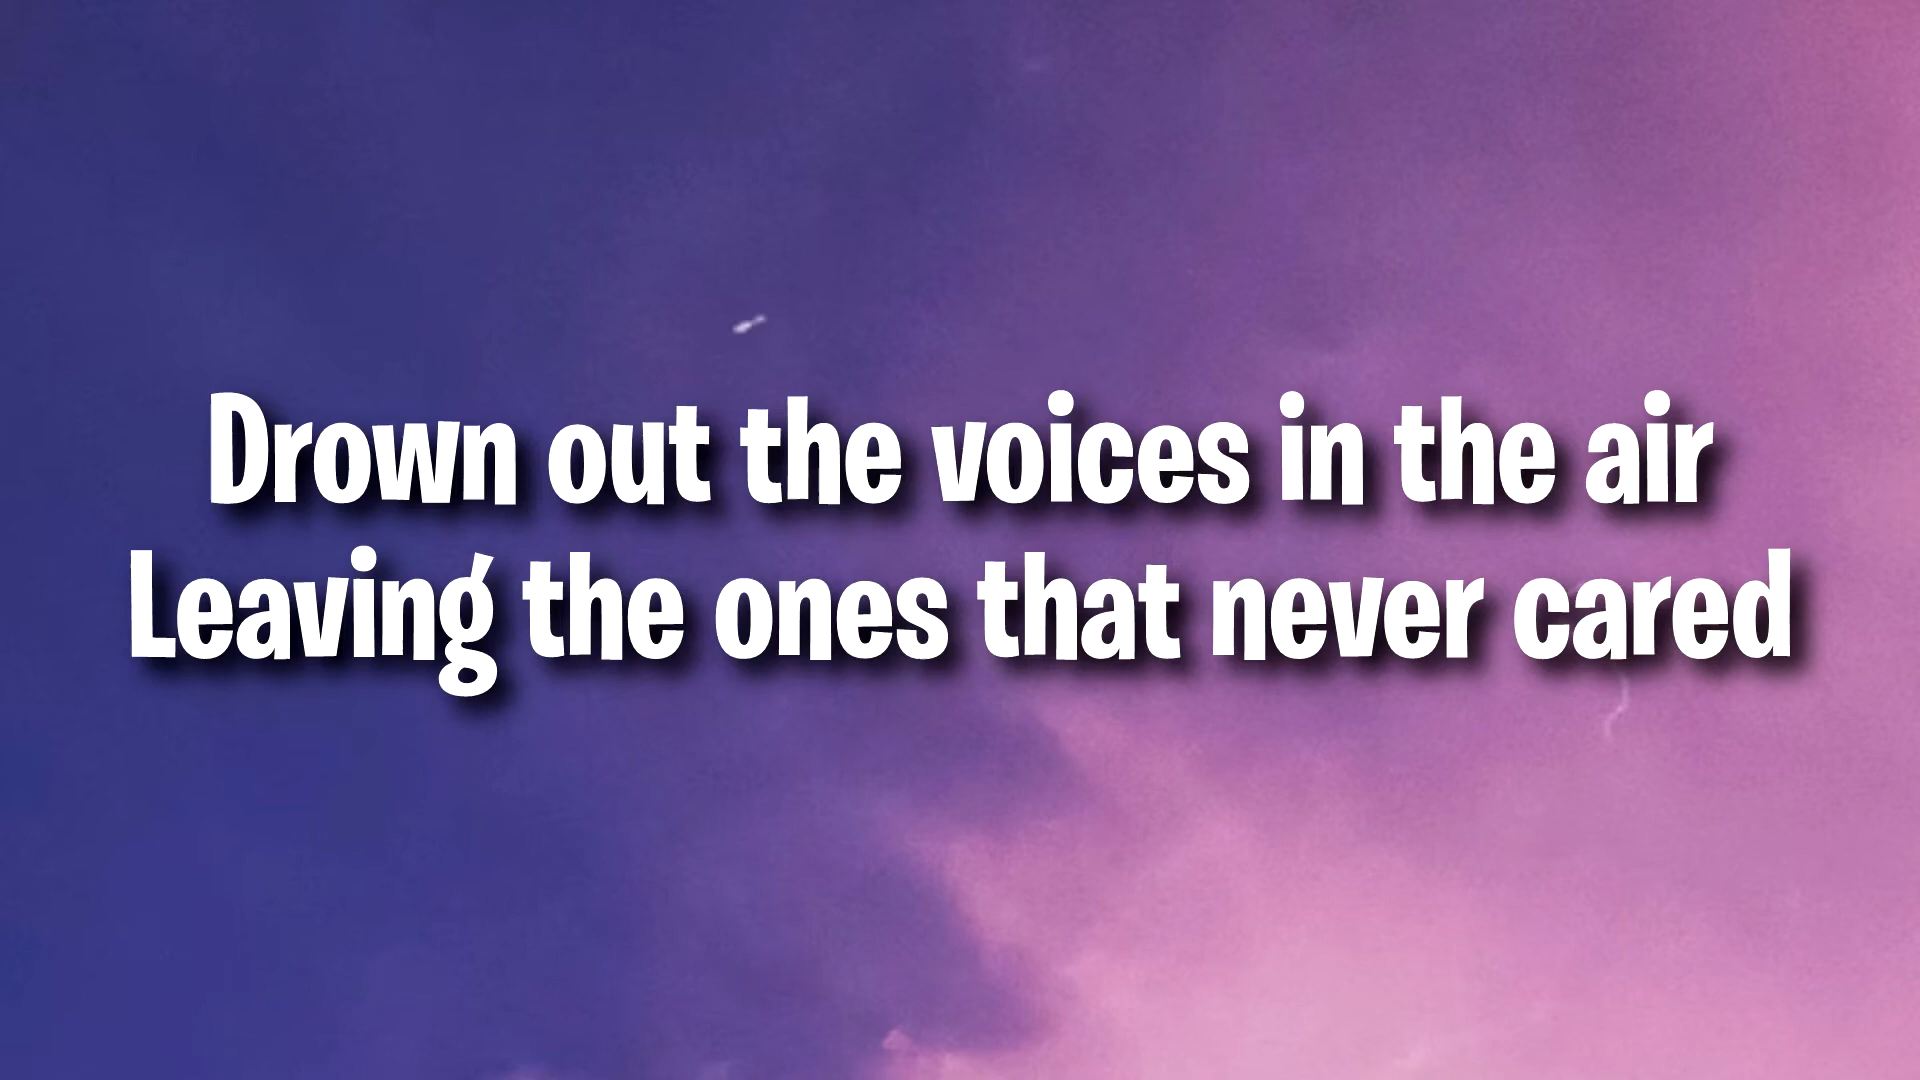 Drown out the voices in the air
Leaving the ones that never cared